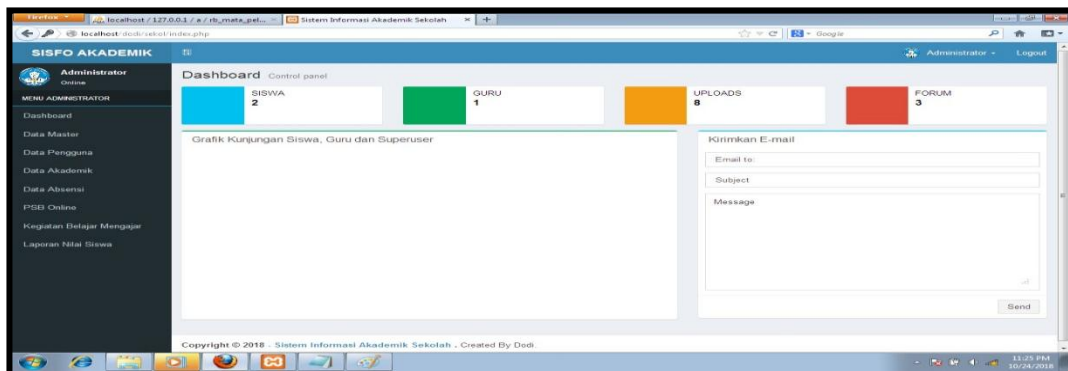 Firefox
localhost / 127.0.0.1 / a / rb_mata_pel...
Sistem Informasi Akademik Sekolah
localhost/dodi/sekol/index.php
Google
SISFO AKADEMIK
Administrator
Logout
Administrator
Online
MENU ADMINISTRATOR
Dashboard
Data Master
Data Pengguna
Data Akademik
Data Absensi
PSB Online
Kegiatan Belajar Mengajar
Laporan Nilai Siswa
Dashboard Control panel
SISWA
2
GURU
1
UPLOADS
8
FORUM
3
Grafik Kunjungan Siswa, Guru dan Superuser
Kirimkan E-mail
Email to:
Subject
Message
Send
Copyright © 2018 - Sistem Informasi Akademik Sekolah . Created By Dodi.
11:25 PM
10/24/2018